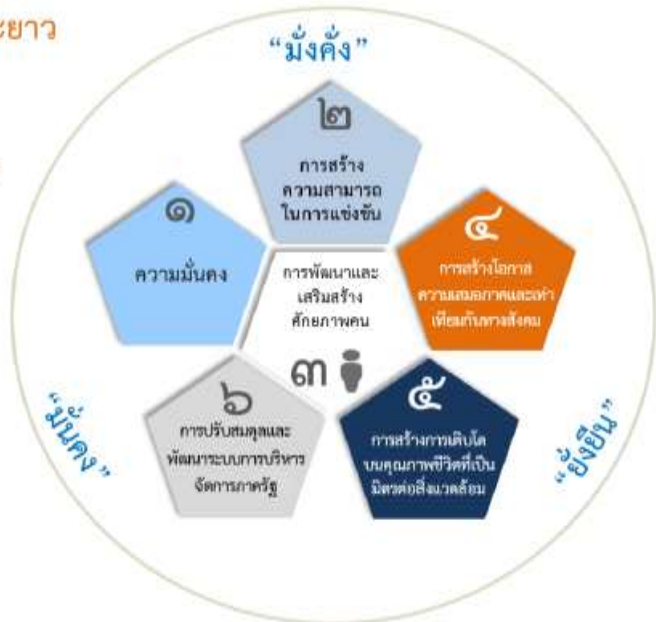 ะยาว
“มั่งคั่ง”
๒
การสร้าง
ความสามารถ
ในการแข่งขัน
๑
ความมั่นคง
๔
การสร้างโอกาส
ความเสมอภาคและเท่า
เทียมกันทางสังคม
การพัฒนาและ
เสริมสร้าง
ศักยภาพคน
๓
๖
การปรับสมดุลและ
พัฒนาระบบการบริหาร
จัดการภาครัฐ
๕
การสร้างการเติบโต
บนคุณภาพชีวิตที่เป็น
มิตรต่อสิ่งแวดล้อม
“มั่นคง”
“ยั่งยืน”